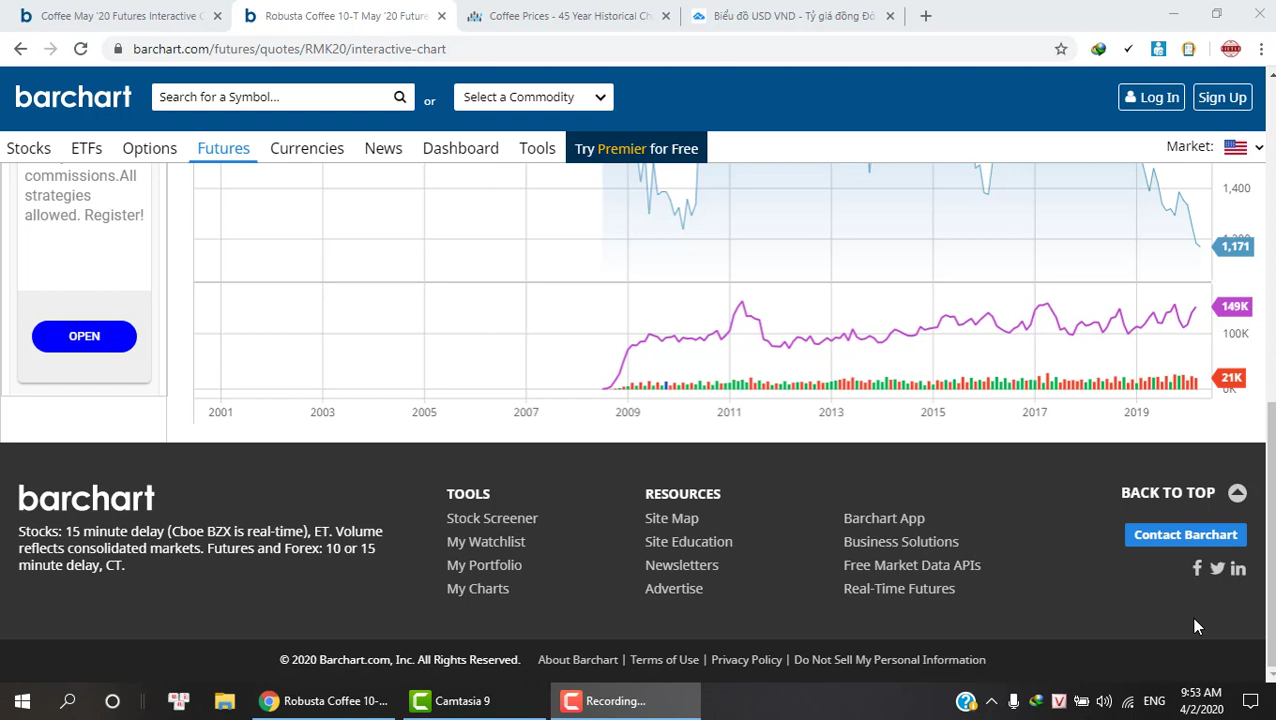 Coffee May '20 Futures Interactive C
Robusta Coffee 10-T May '20 Future
Coffee Prices - 45 Year Historical Ch
Biểu đồ USD VND - Tỷ giá đồng Đô
barchart.com/futures/quotes/RMK20/interactive-chart
barchart
Search for a Symbol...
or
Select a Commodity
Log In
Sign Up
Stocks
ETFs
Options
Futures
Currencies
News
Dashboard
Tools
Try Premier for Free
Market:
commissions.All
strategies
allowed. Register!
OPEN
1,400
1,171
149K
100K
21K
0K
2001
2003
2005
2007
2009
2011
2013
2015
2017
2019
barchart
Stocks: 15 minute delay (Cboe BZX is real-time), ET. Volume
reflects consolidated markets. Futures and Forex: 10 or 15
minute delay, CT.
TOOLS
Stock Screener
My Watchlist
My Portfolio
My Charts
RESOURCES
Site Map
Site Education
Newsletters
Advertise
Barchart App
Business Solutions
Free Market Data APIs
Real-Time Futures
BACK TO TOP
Contact Barchart
© 2020 Barchart.com, Inc. All Rights Reserved.
About Barchart | Terms of Use | Privacy Policy | Do Not Sell My Personal Information
Robusta Coffee 10-...
Camtasia 9
Recording...
ENG
9:53 AM
4/2/2020